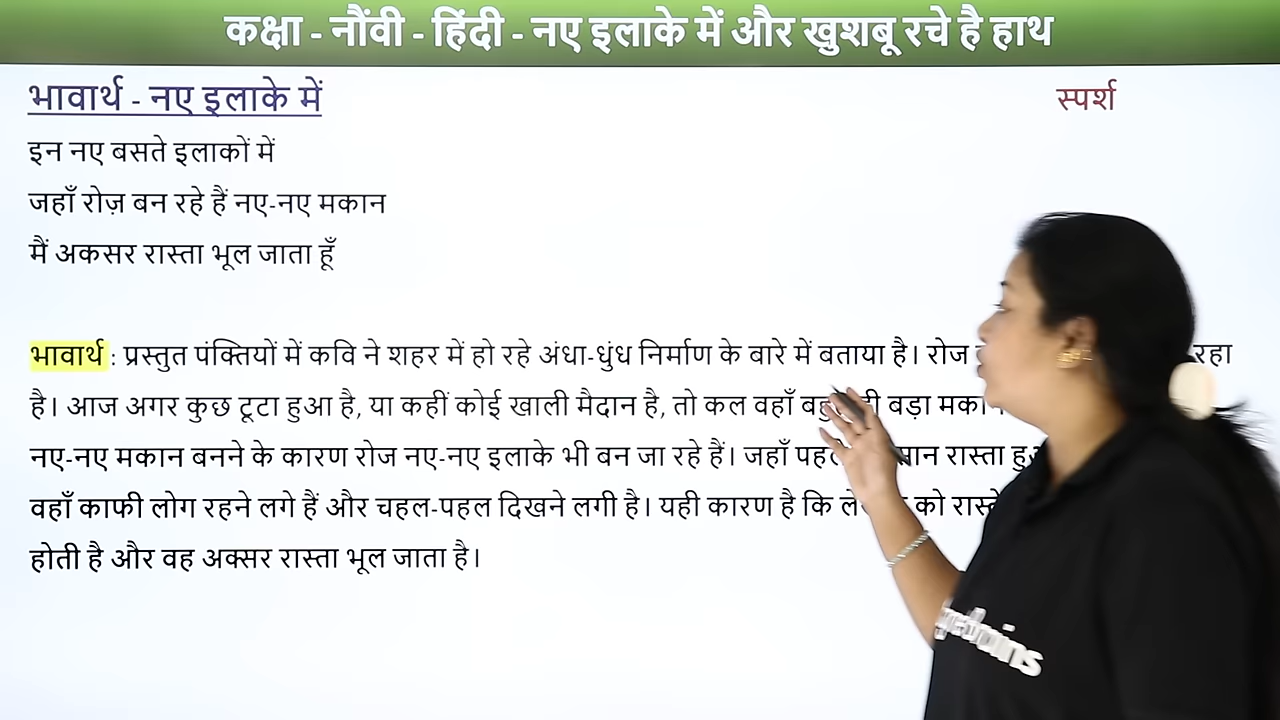 कक्षा - नौंवी - हिंदी - नए इलाके में और खुशबू रचे है हाथ
भावार्थ - नए इलाके में
स्पर्श
इन नए बसते इलाकों में
जहाँ रोज़ बन रहे हैं नए-नए मकान
मैं अकसर रास्ता भूल जाता हूँ
भावार्थ : प्रस्तुत पंक्तियों में कवि ने शहर में हो रहे अंधा-धुंध निर्माण के बारे में बताया है। रोज रहा
है। आज अगर कुछ टूटा हुआ है, या कहीं कोई खाली मैदान है, तो कल वहाँ बड़ा
नए-नए मकान बनने के कारण रोज नए-नए इलाके भी बन जा रहे हैं। जहाँ रास्ता
वहाँ काफी लोग रहने लगे हैं और चहल-पहल दिखने लगी है। यही कारण है कि को
होती है और वह अक्सर रास्ता भूल जाता है।